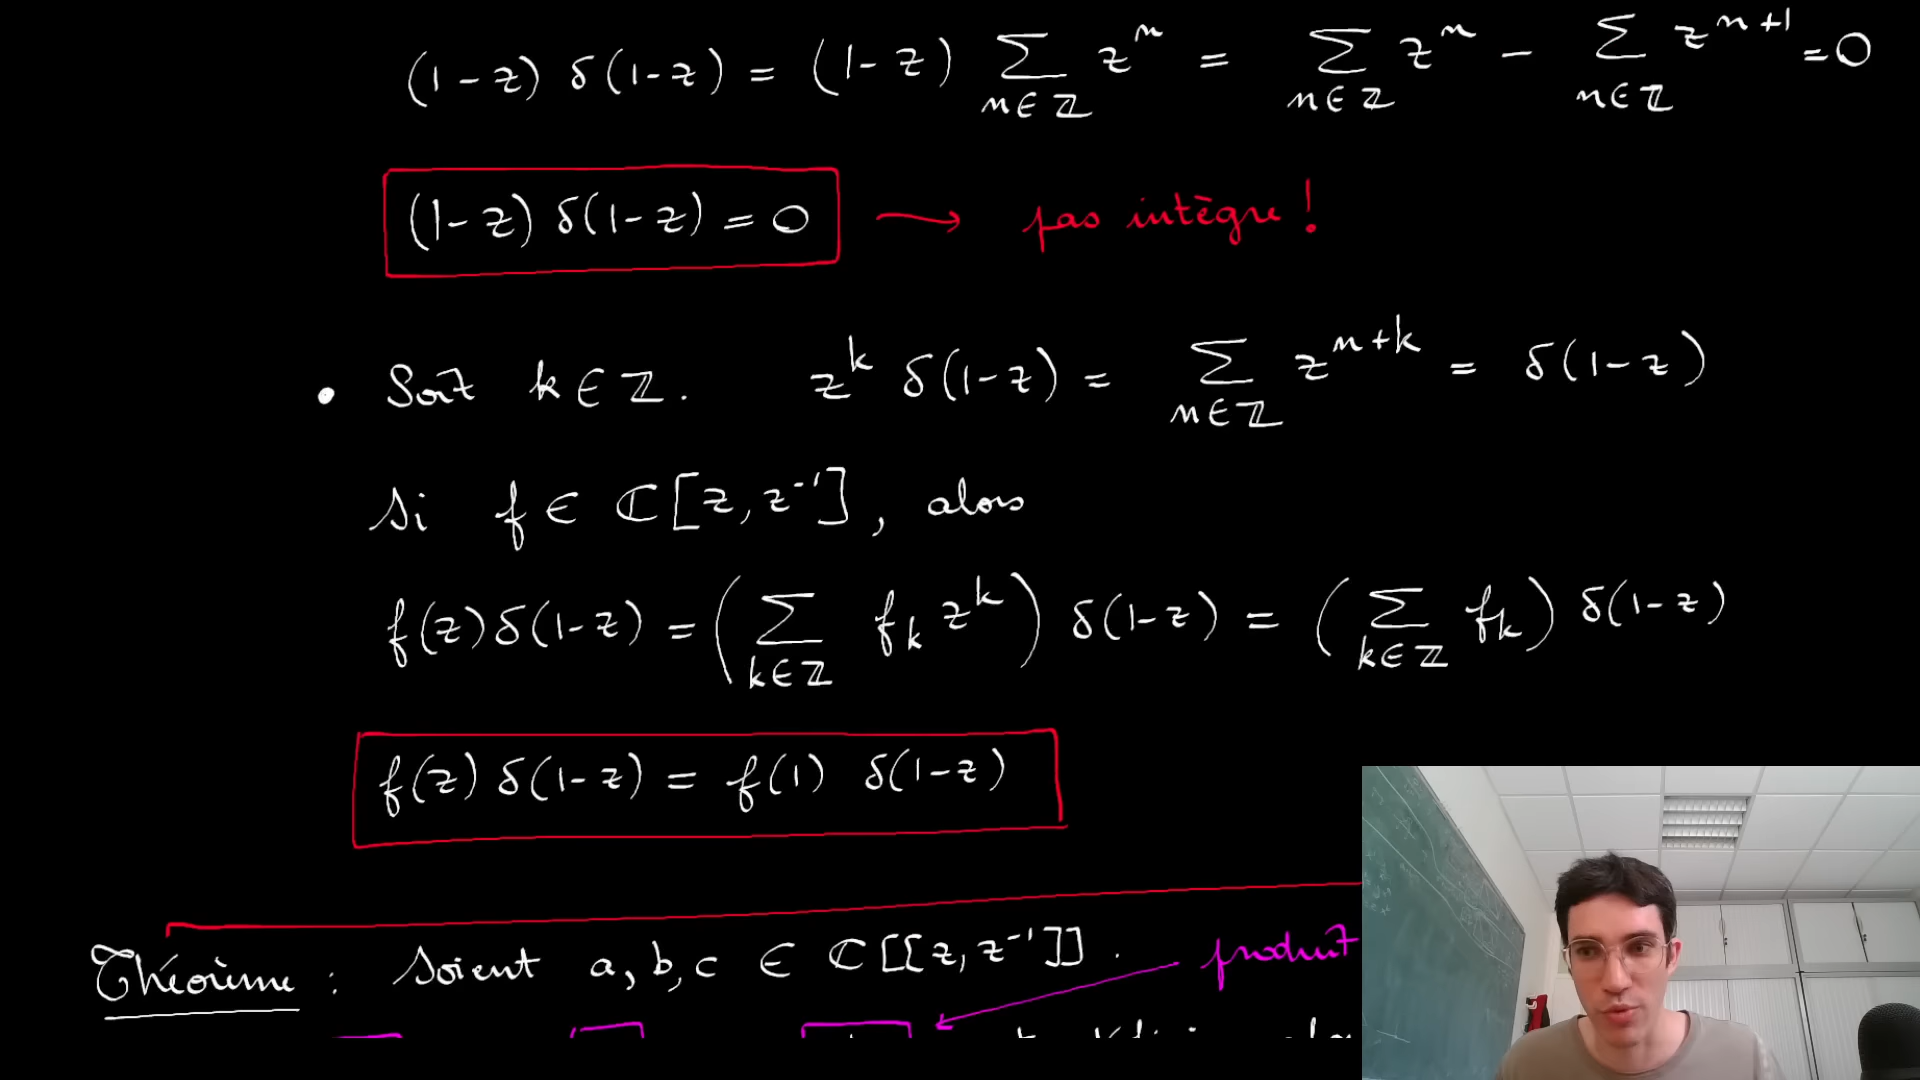 (1-z) δ(1-z) = (1-z) ∑_{n∈ℤ} z^n = ∑_{n∈ℤ} z^n - ∑_{n∈ℤ} z^{n+1} = 0
(1-z) δ(1-z) = 0 → pas intègre !
• Soit k ∈ ℤ. z^k δ(1-z) = ∑_{n∈ℤ} z^{n+k} = δ(1-z)
Si f ∈ ℂ[z, z^{-1}], alors
f(z) δ(1-z) = (∑_{k∈ℤ} f_k z^k) δ(1-z) = (∑_{k∈ℤ} f_k) δ(1-z)
f(z) δ(1-z) = f(1) δ(1-z)
Théorème : Soient a, b, c ∈ ℂ[[z, z^{-1}]]. produit